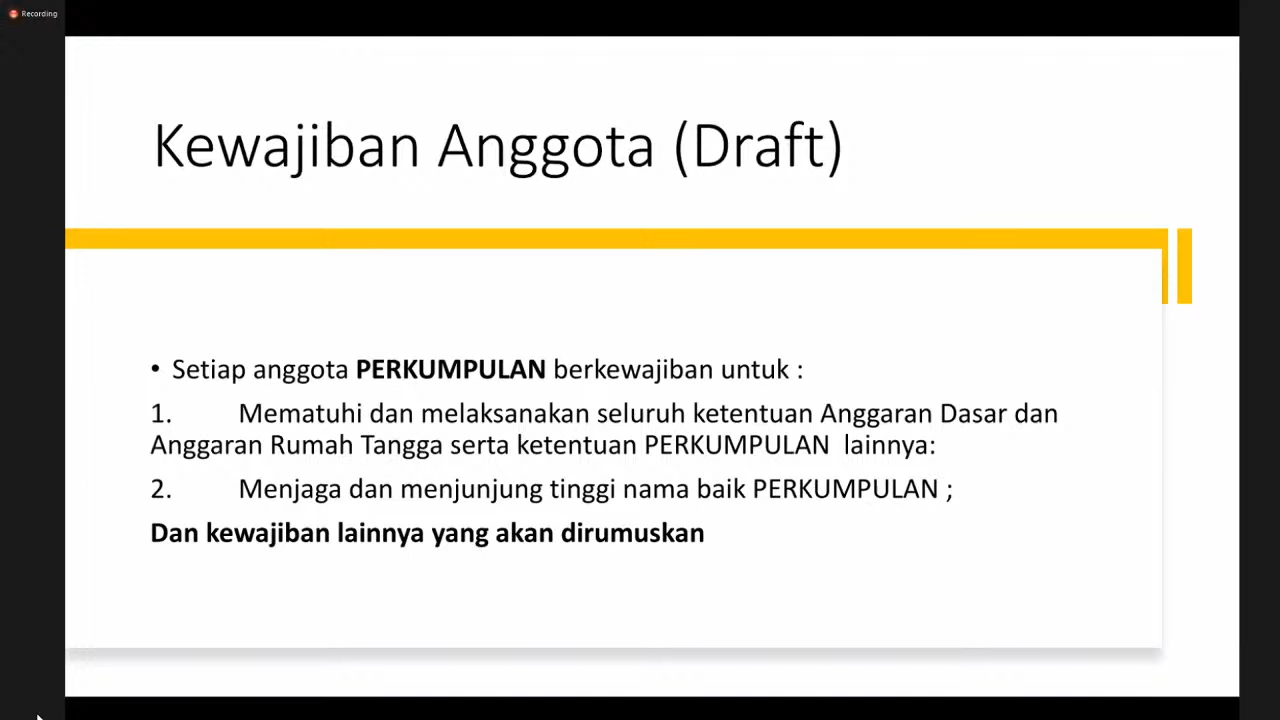 Recording
Kewajiban Anggota (Draft)
• Setiap anggota PERKUMPULAN berkewajiban untuk :
1. Mematuhi dan melaksanakan seluruh ketentuan Anggaran Dasar dan
Anggaran Rumah Tangga serta ketentuan PERKUMPULAN lainnya:
2. Menjaga dan menjunjung tinggi nama baik PERKUMPULAN ;
Dan kewajiban lainnya yang akan dirumuskan